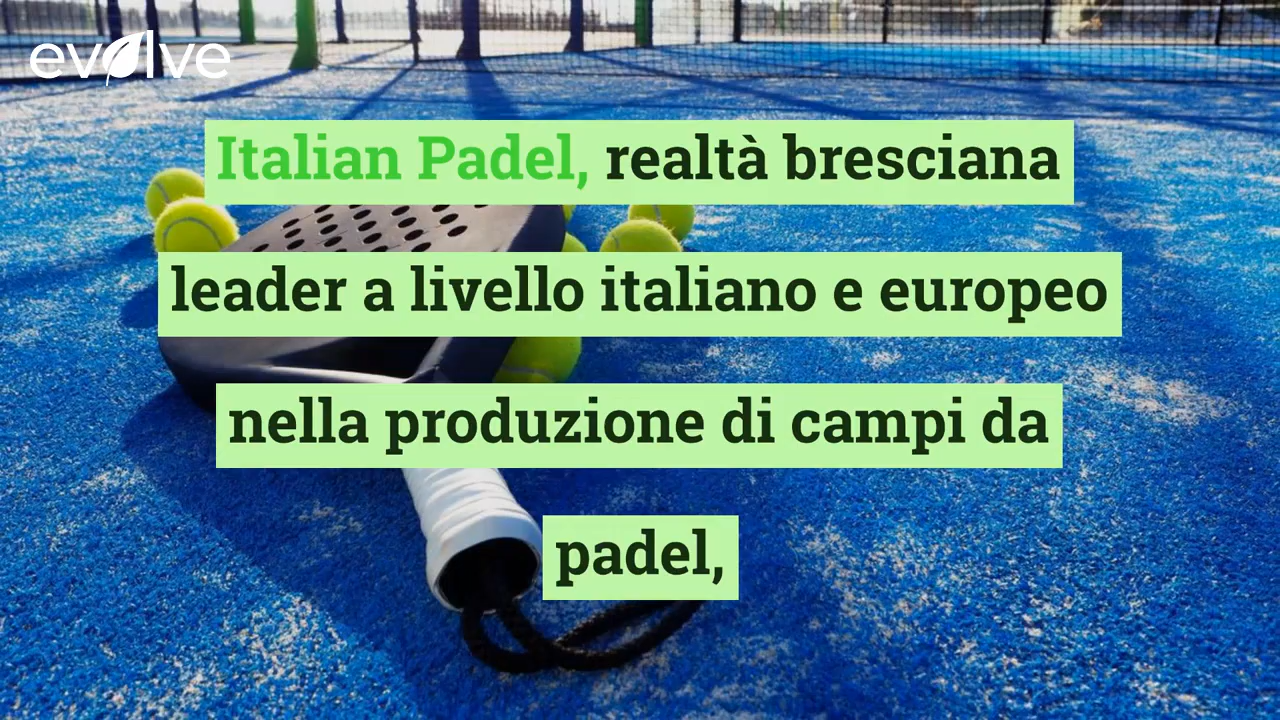 evolve
Italian Padel, realtà bresciana
leader a livello italiano e europeo
nella produzione di campi da
padel,